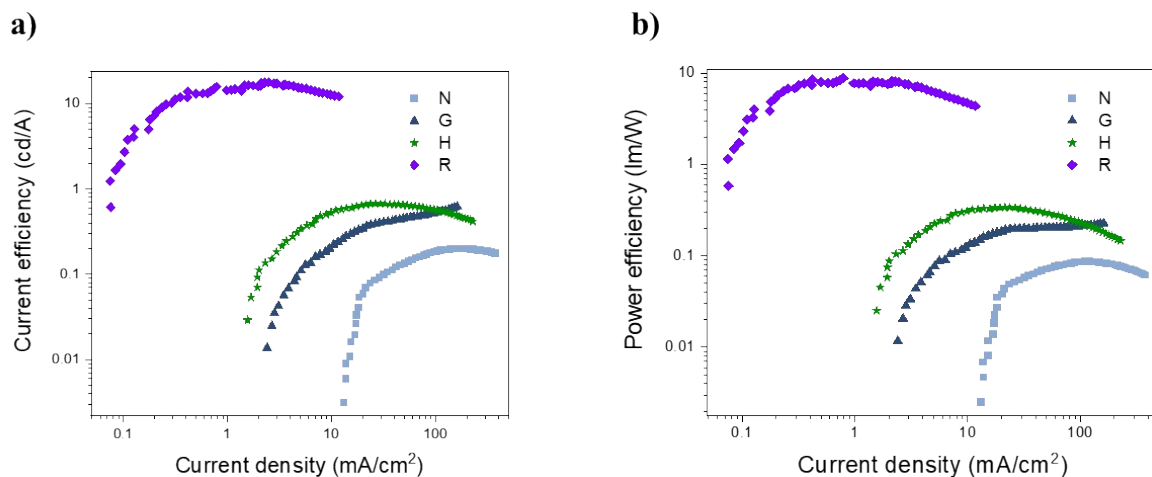 a)
Current efficiency (cd/A)
10
1
0.1
0.01
N
G
H
R
0.1
1
10
100
Current density (mA/cm²)
b)
Power efficiency (lm/W)
10
1
0.1
0.01
N
G
H
R
0.1
1
10
100
Current density (mA/cm²)